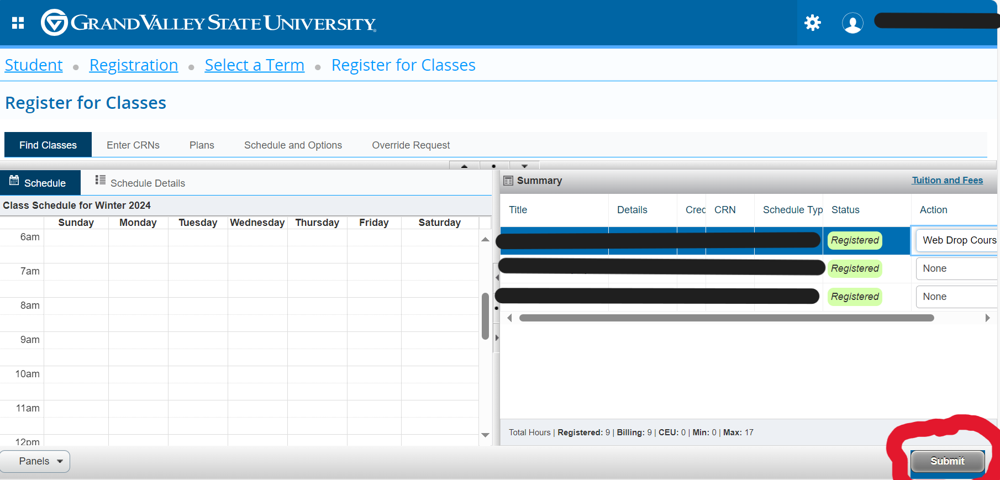 GRAND VALLEY STATE UNIVERSITY®
Student • Registration • Select a Term • Register for Classes
Register for Classes
Find Classes Enter CRNs Plans Schedule and Options Override Request
Schedule Schedule Details
Class Schedule for Winter 2024
Sunday Monday Tuesday Wednesday Thursday Friday Saturday
6am
7am
8am
9am
10am
11am
12pm
Summary Tuition and Fees
Title Details Cred CRN Schedule Typ Status Action
Registered Web Drop Cours
Registered None
Registered None
Total Hours | Registered: 9 | Billing: 9 | CEU: 0 | Min: 0 | Max: 17
Panels Submit